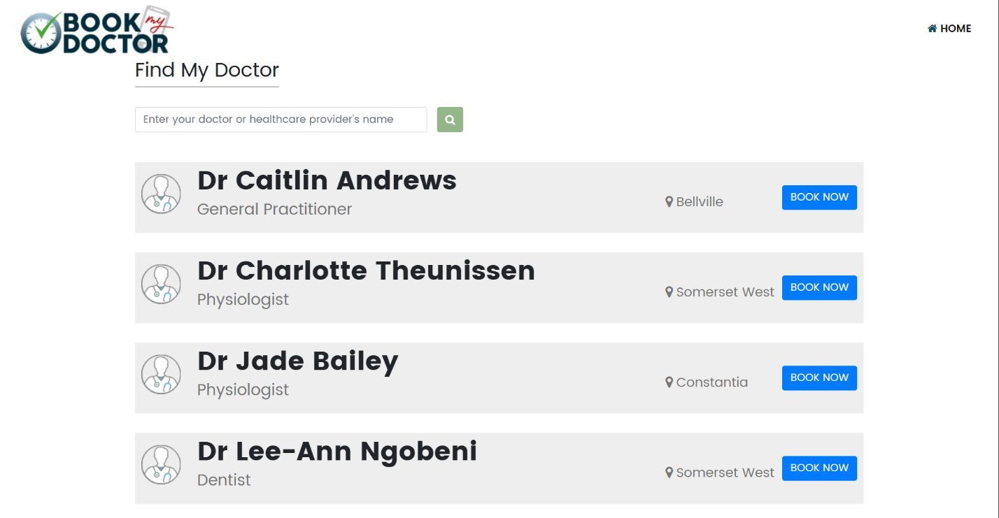 BOOK my
DOCTOR
HOME
Find My Doctor
Enter your doctor or healthcare provider's name
Dr Caitlin Andrews
General Practitioner
Bellville
BOOK NOW
Dr Charlotte Theunissen
Physiologist
Somerset West
BOOK NOW
Dr Jade Bailey
Physiologist
Constantia
BOOK NOW
Dr Lee-Ann Ngobeni
Dentist
Somerset West
BOOK NOW